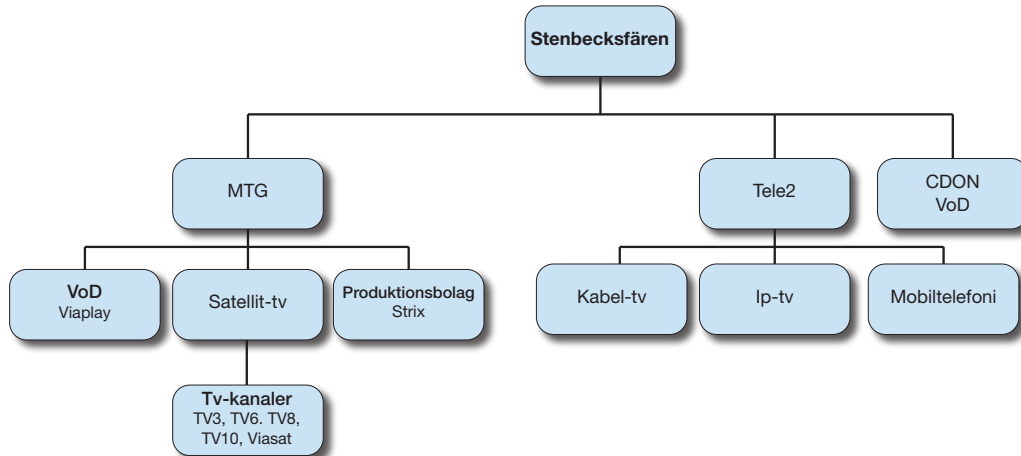 Stenbecksfären
MTG
Tele2
CDON
VoD
VoD
Viaplay
Satellit-tv
Produktionsbolag
Strix
Kabel-tv
Ip-tv
Mobiltelefoni
Tv-kanaler
TV3, TV6. TV8,
TV10, Viasat